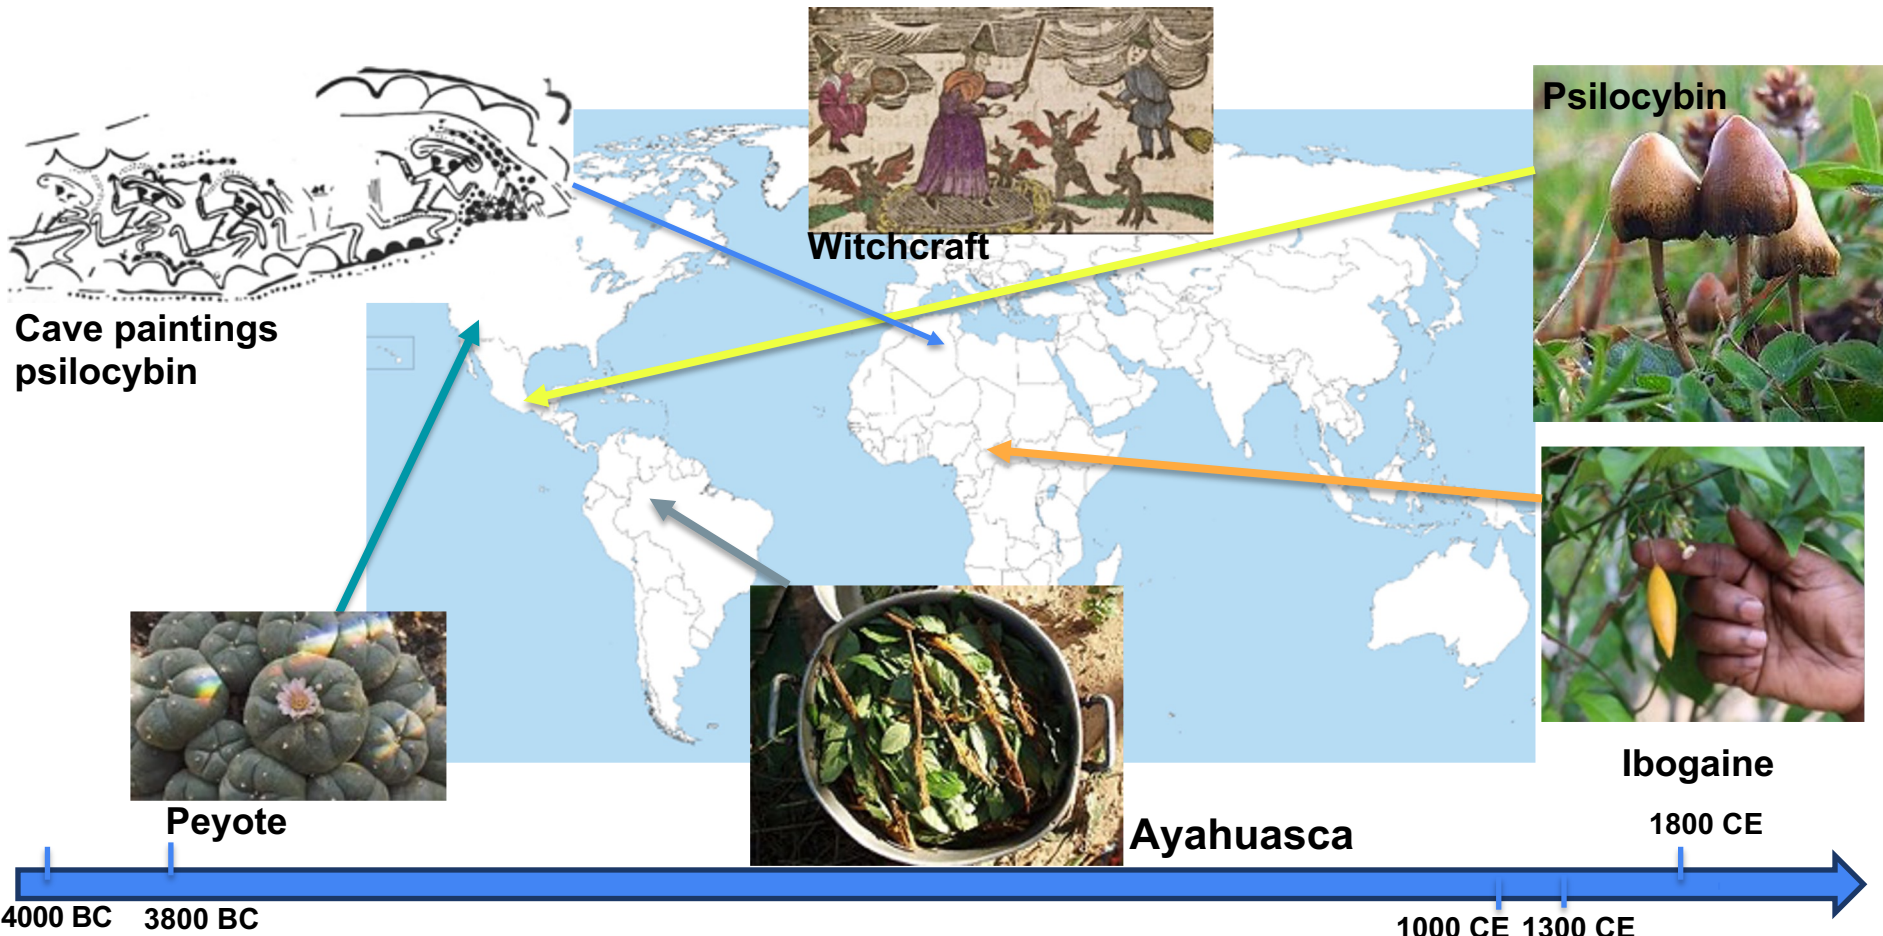 Psilocybin
Witchcraft
Cave paintings
psilocybin
Ibogaine
Peyote
Ayahuasca
1800 CE
4000 BC
3800 BC
1000 CE
1300 CE